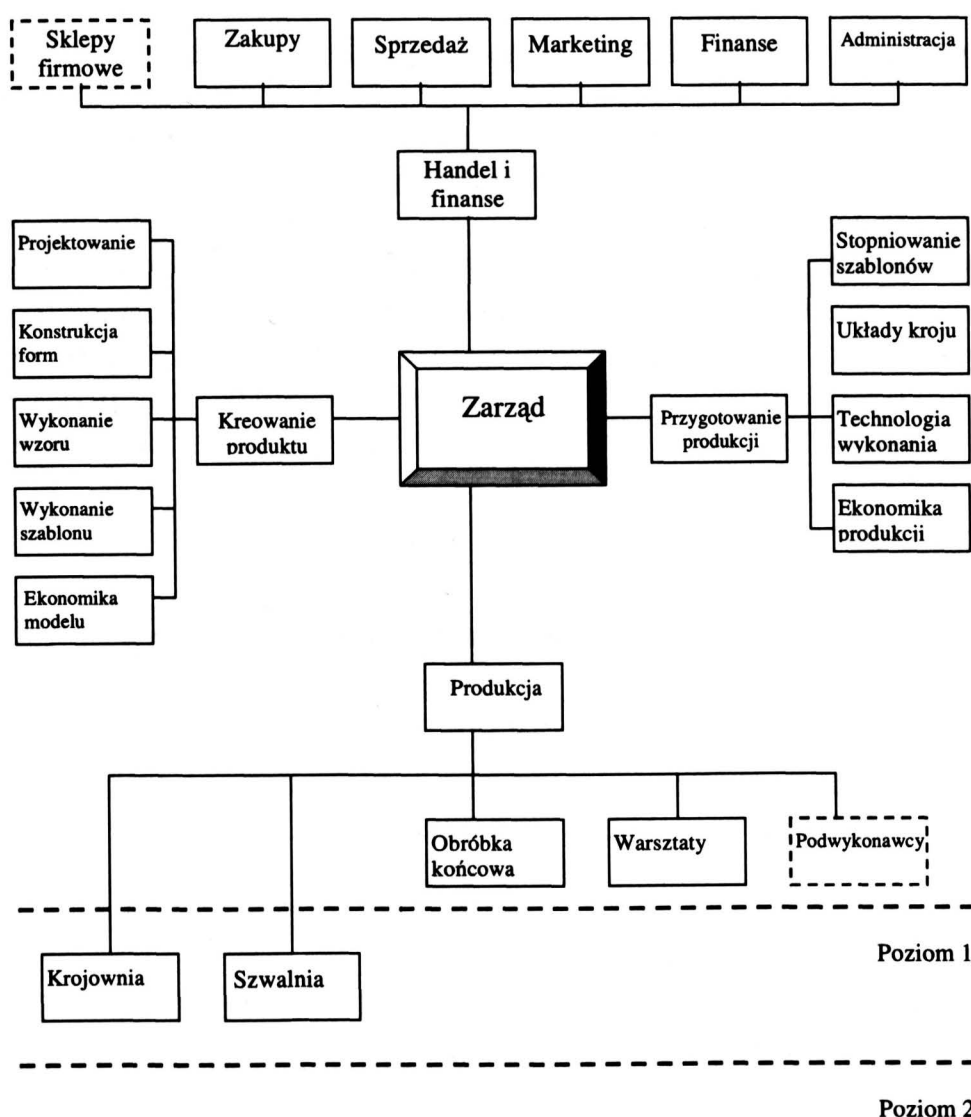 Sklepy
firmowe
Zakupy
Sprzedaż
Marketing
Finanse
Administracja
Handel i
finanse
Projektowanie
Konstrukcja
form
Wykonanie
wzoru
Wykonanie
szablonu
Ekonomika
modelu
Kreowanie
produktu
Zarząd
Przygotowanie
produkcji
Stopniowanie
szablonów
Układy kroju
Technologia
wykonania
Ekonomika
produkcji
Produkcja
Obróbka
końcowa
Warsztaty
Podwykonawcy
Poziom 1
Krojownia
Szwalnia
Poziom 2